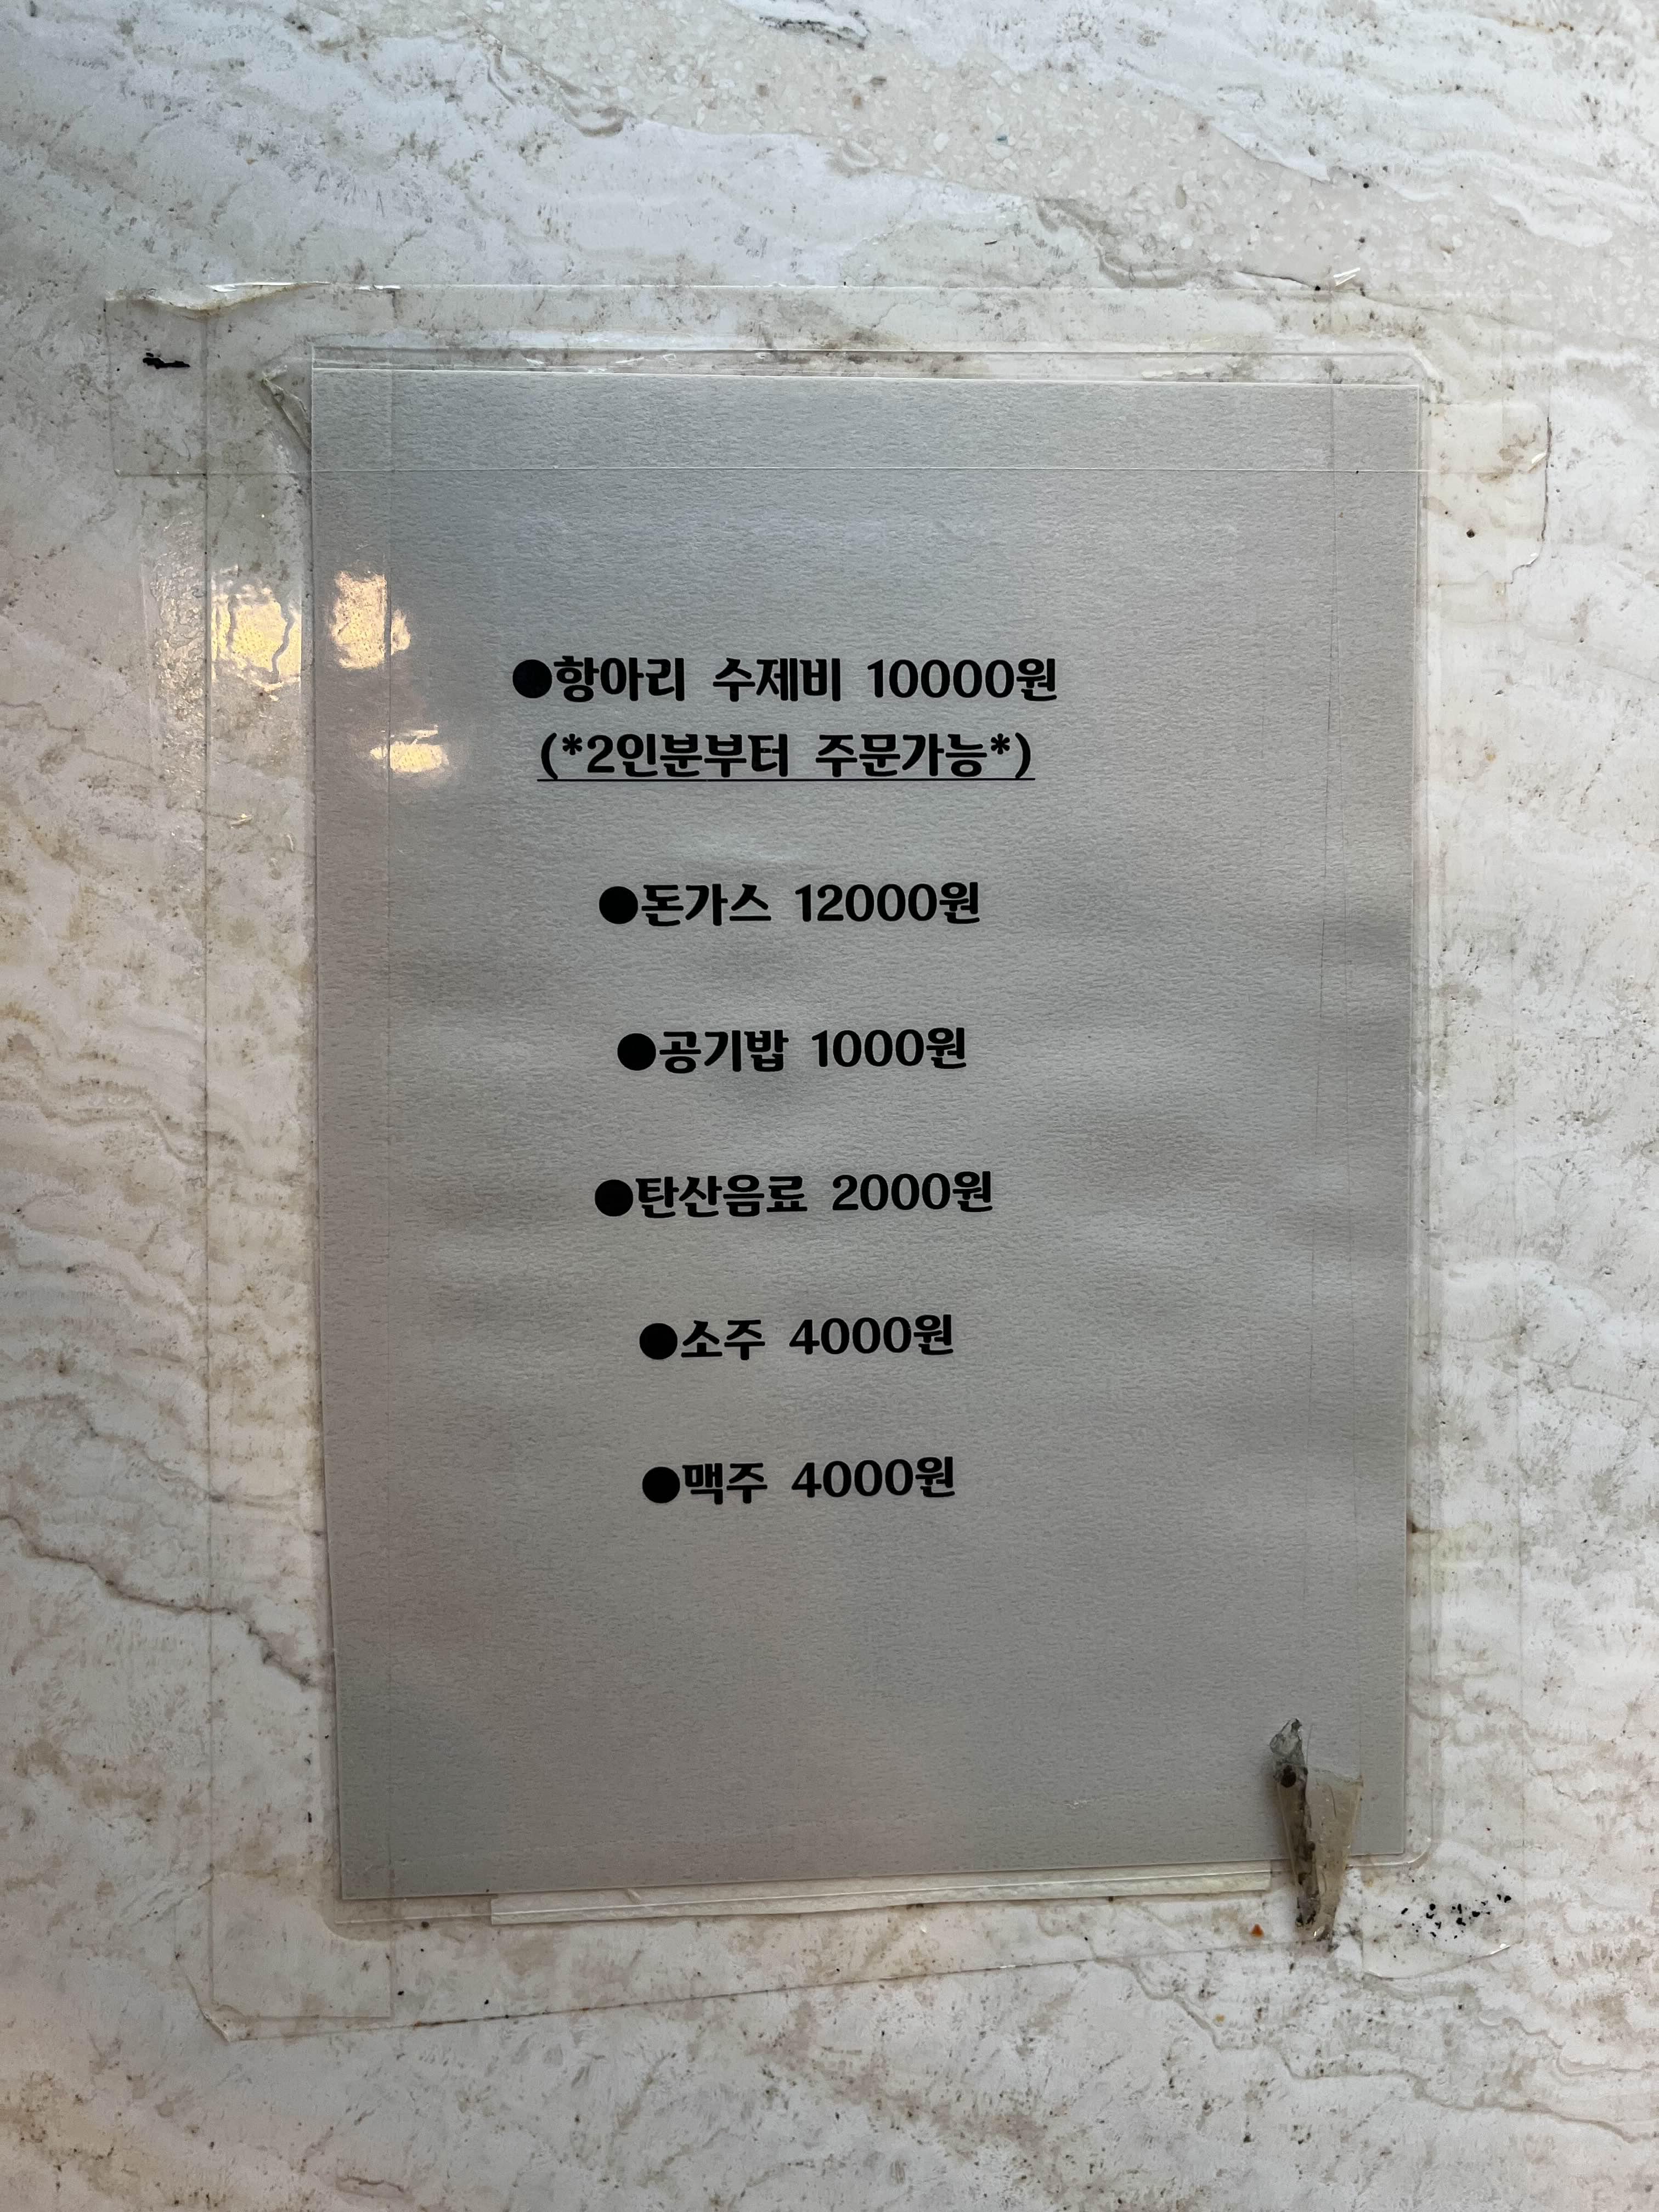 ●항아리 수제비 10000원
(*2인분부터 주문가능*)
●돈가스 12000원
●공기밥 1000원
●탄산음료 2000원
●소주 4000원
●맥주 4000원